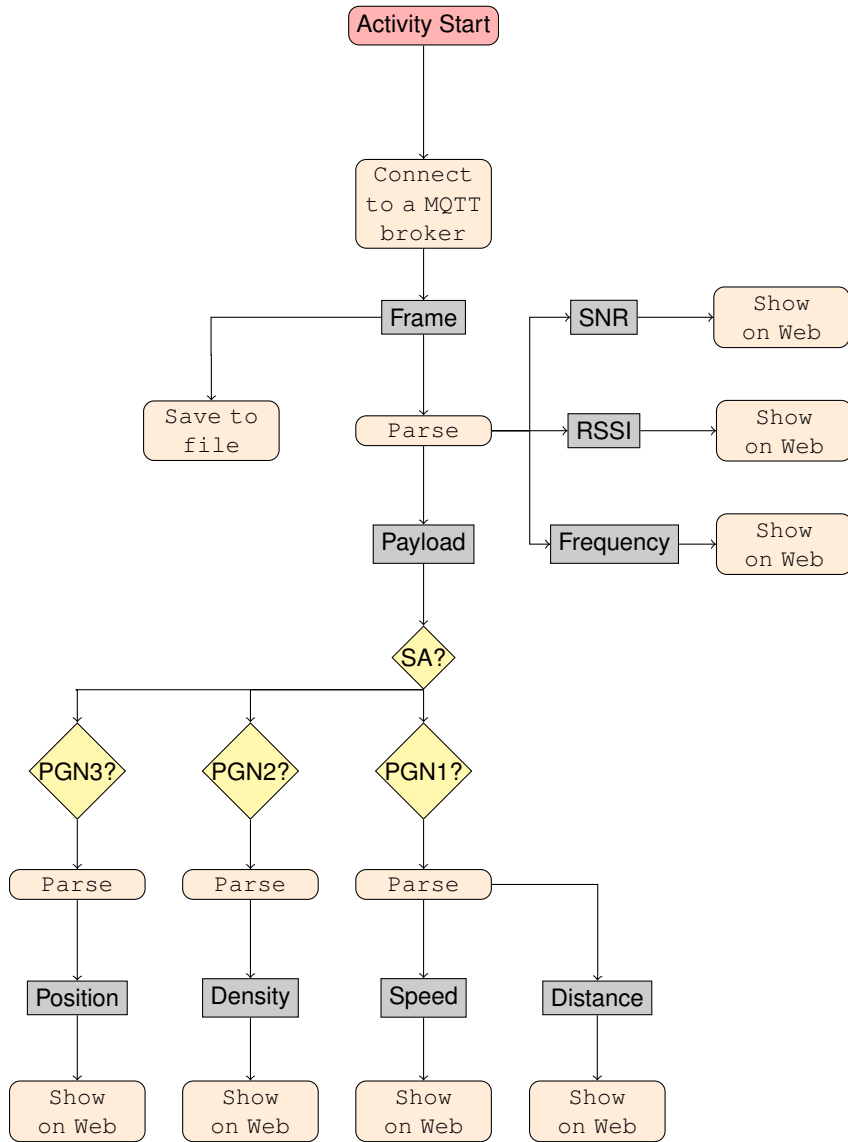 Activity Start
Connect
to a MQTT
broker
Frame
SNR
Show
on Web
Save to
file
Parse
RSSI
Show
on Web
Payload
Frequency
Show
on Web
SA?
PGN3?
PGN2?
PGN1?
Parse
Parse
Parse
Position
Density
Speed
Distance
Show
on Web
Show
on Web
Show
on Web
Show
on Web